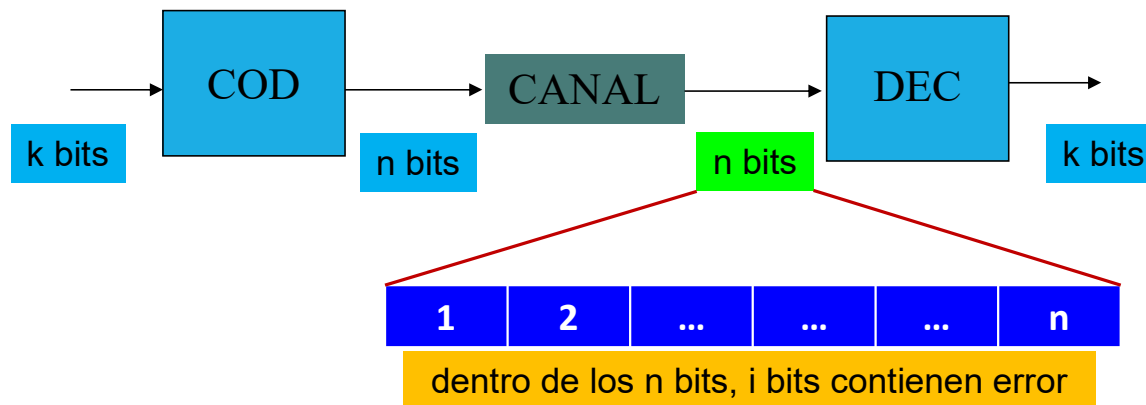 COD
CANAL
DEC
k bits
n bits
n bits
k bits
1 2 ... ... ... n
dentro de los n bits, i bits contienen error